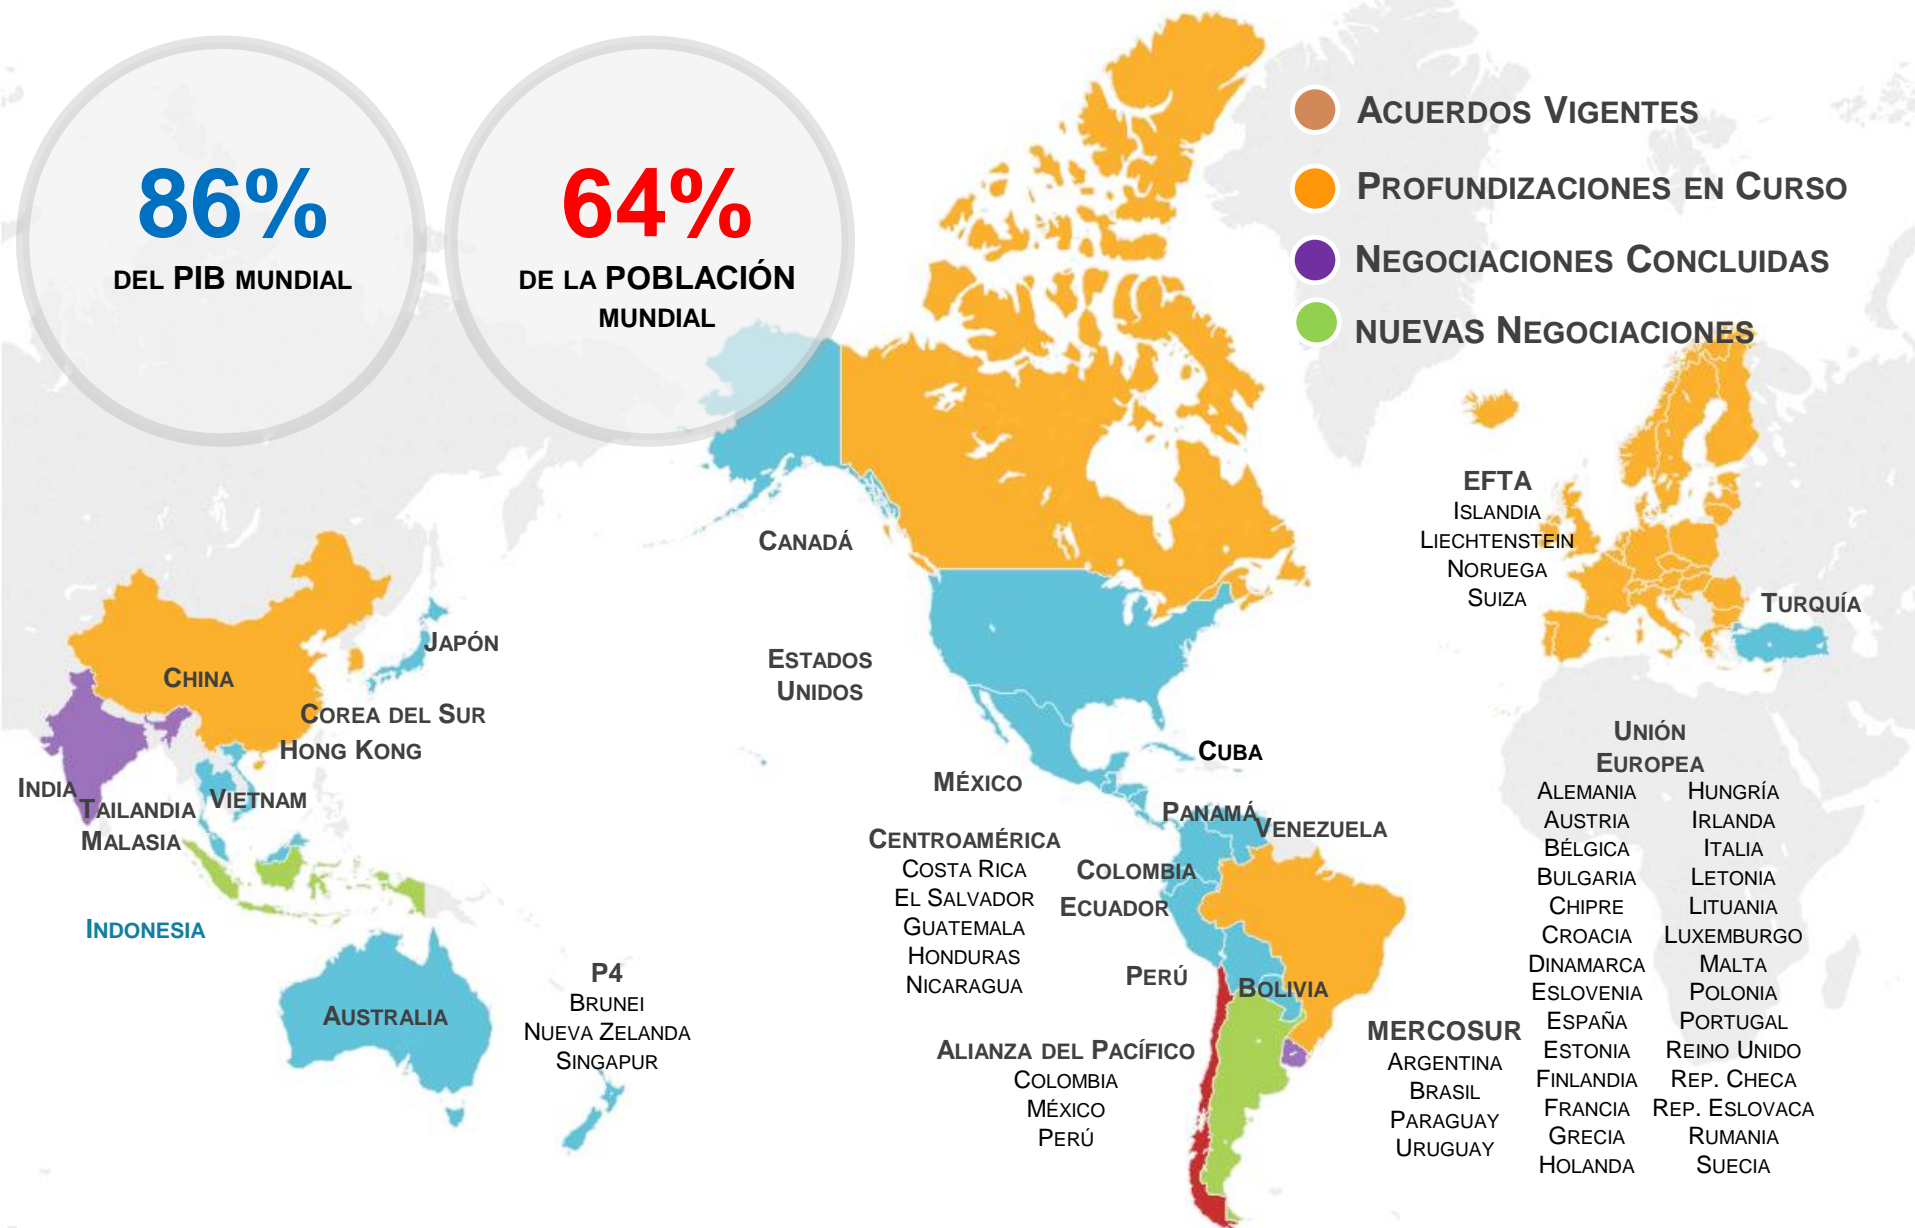 86%
DEL PIB MUNDIAL
64%
DE LA POBLACIÓN
MUNDIAL
ACUERDOS VIGENTES
PROFUNDIZACIONES EN CURSO
NEGOCIACIONES CONCLUIDAS
NUEVAS NEGOCIACIONES
CANADÁ
ESTADOS
UNIDOS
EFTA
ISLANDIA
LIECHTENSTEIN
NORUEGA
SUIZA
TURQUÍA
JAPÓN
CHINA
COREA DEL SUR
HONG KONG
INDIA
TAILANDIA
VIETNAM
MALASIA
INDONESIA
AUSTRALIA
P4
BRUNEI
NUEVA ZELANDA
SINGAPUR
CUBA
MÉXICO
PANAMÁ
VENEZUELA
CENTROAMÉRICA
COSTA RICA
EL SALVADOR
GUATEMALA
HONDURAS
NICARAGUA
COLOMBIA
ECUADOR
PERÚ
BOLIVIA
ALIANZA DEL PACÍFICO
COLOMBIA
MÉXICO
PERÚ
MERCOSUR
ARGENTINA
BRASIL
PARAGUAY
URUGUAY
UNIÓN
EUROPEA
ALEMANIA
AUSTRIA
BÉLGICA
BULGARIA
CHIPRE
CROACIA
DINAMARCA
ESLOVENIA
ESPAÑA
ESTONIA
FINLANDIA
FRANCIA
GRECIA
HOLANDA
HUNGRÍA
IRLANDA
ITALIA
LETONIA
LITUANIA
LUXEMBURGO
MALTA
POLONIA
PORTUGAL
REINO UNIDO
REP. CHECA
REP. ESLOVACA
RUMANIA
SUECIA